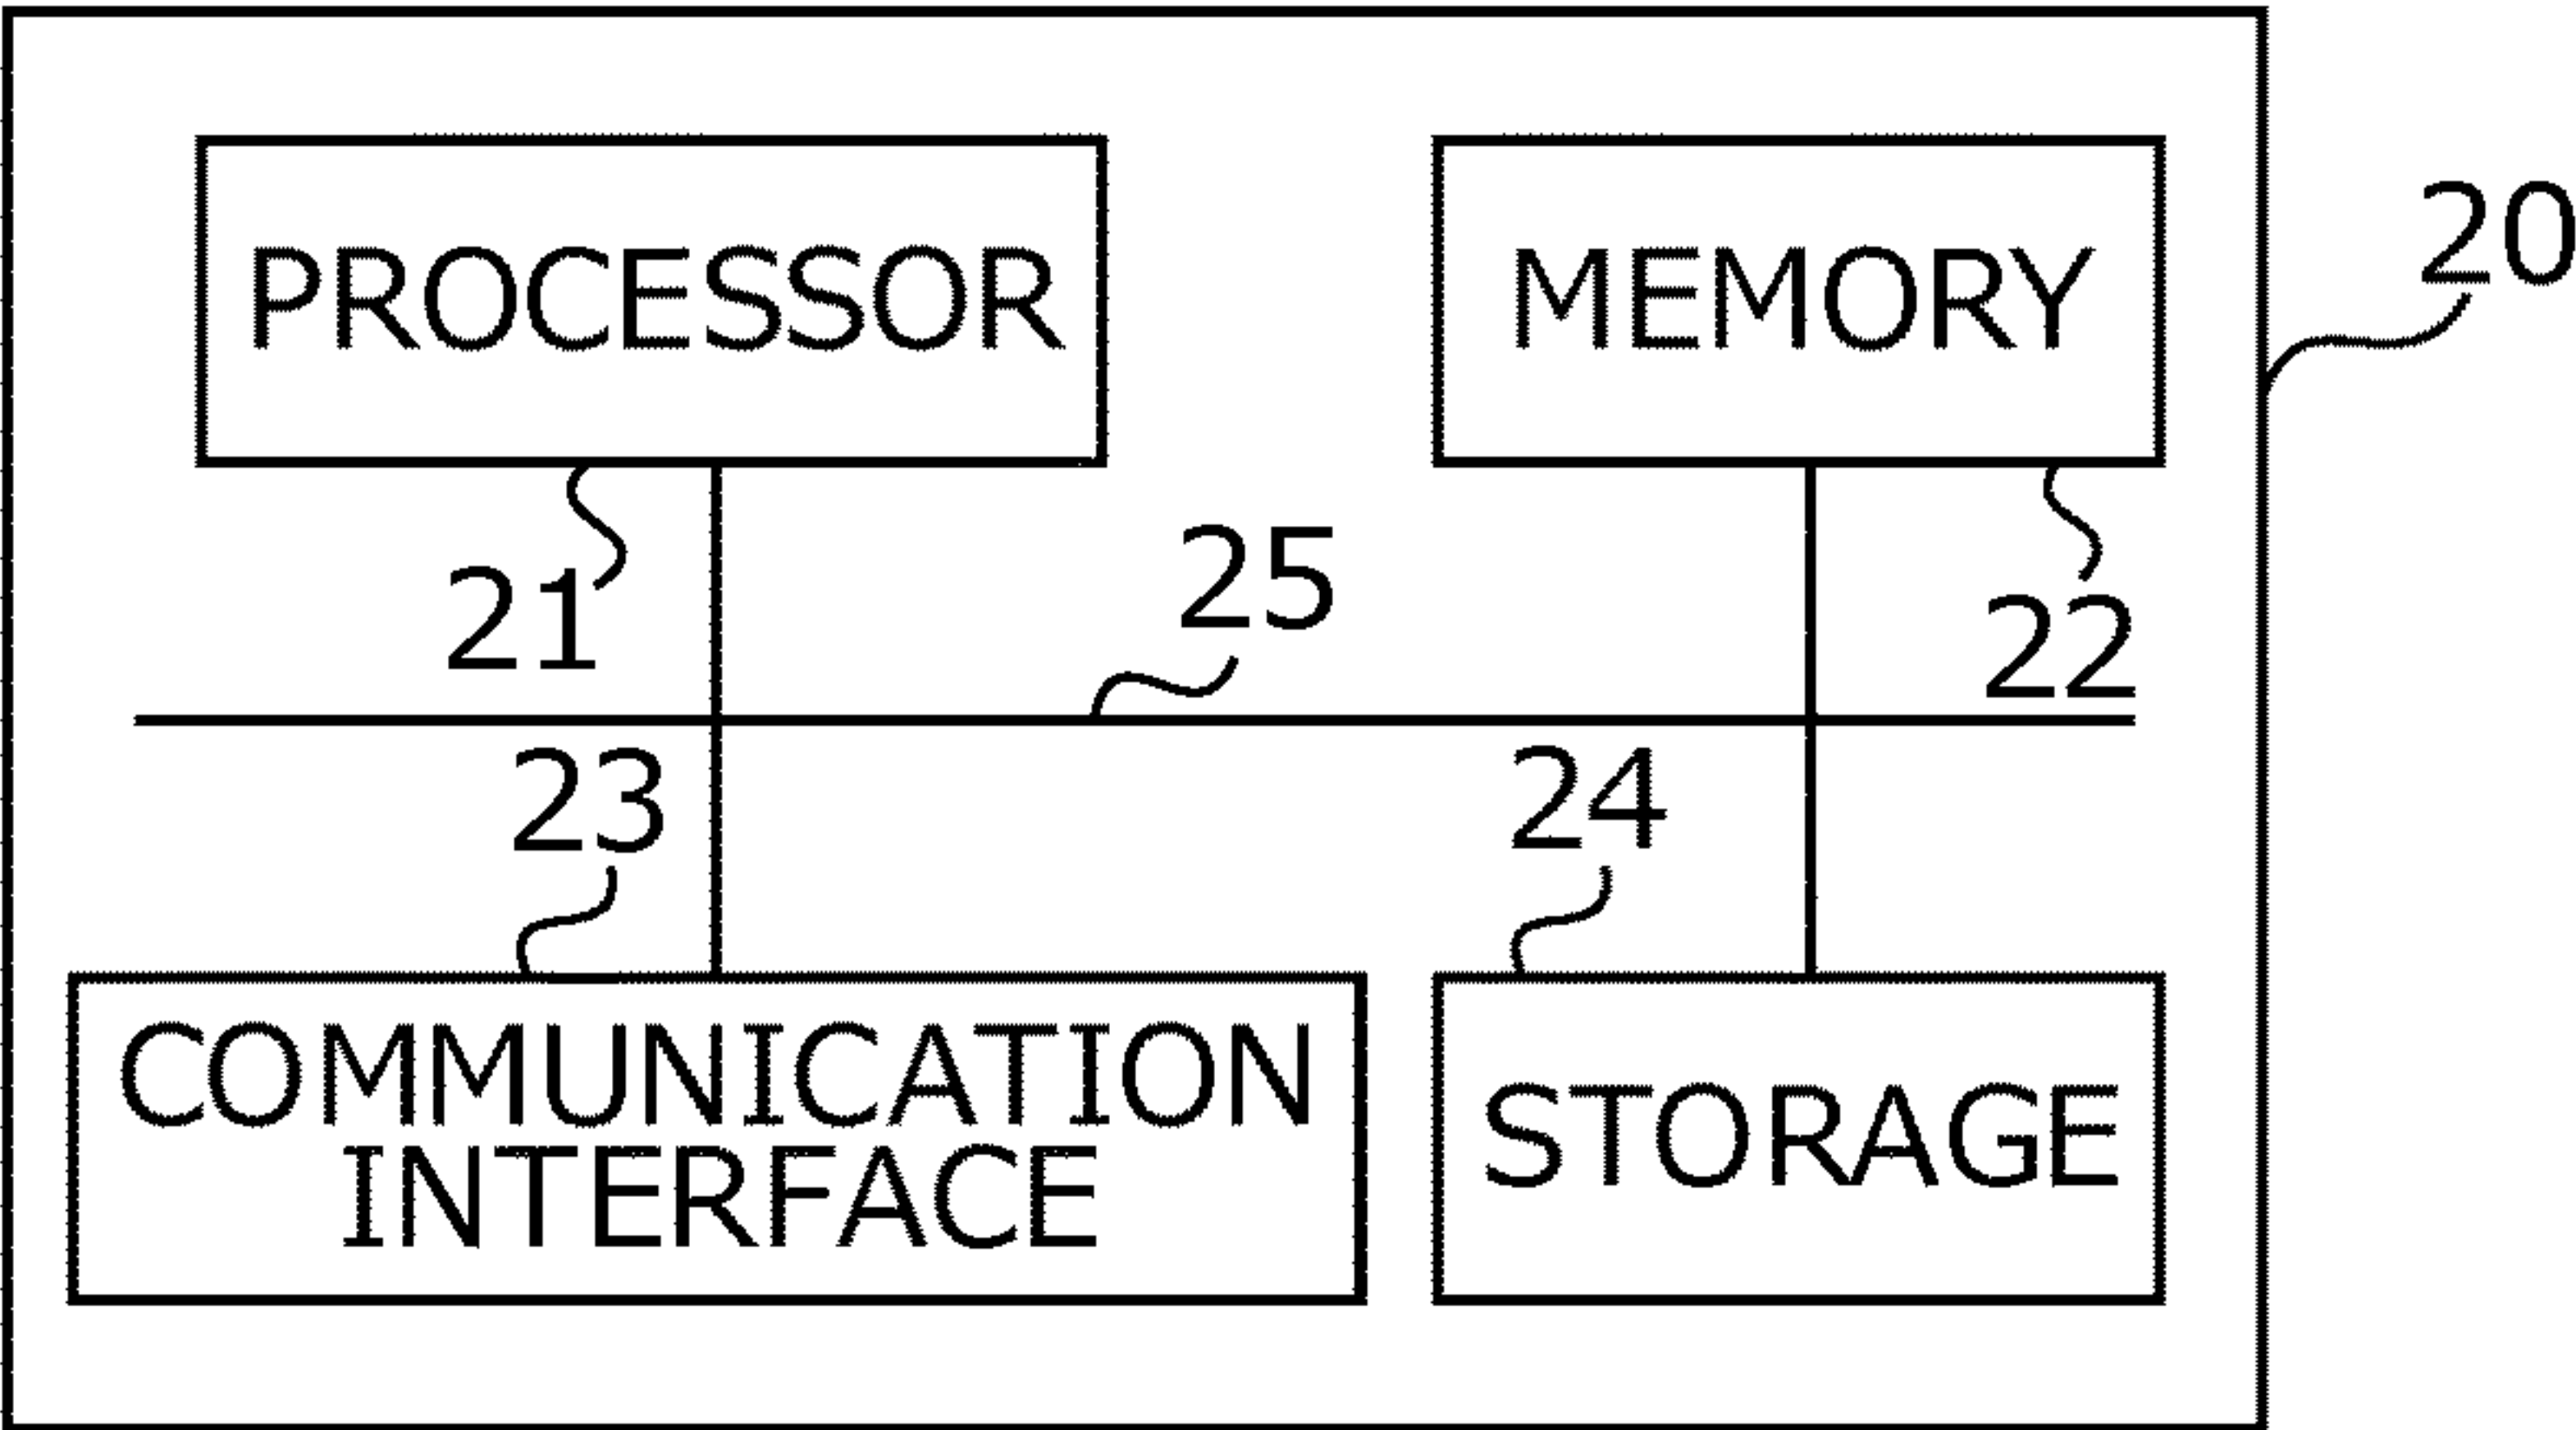 PROCESSOR
MEMORY
20
21
25
22
23
24
COMMUNICATION
INTERFACE
STORAGE